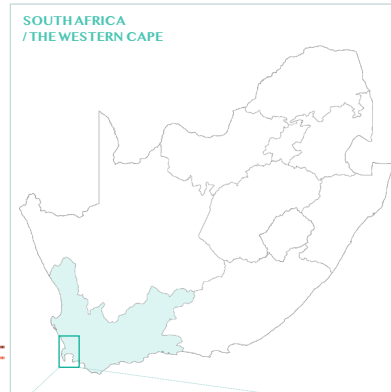 SOUTH AFRICA
/ THE WESTERN CAPE
*
*